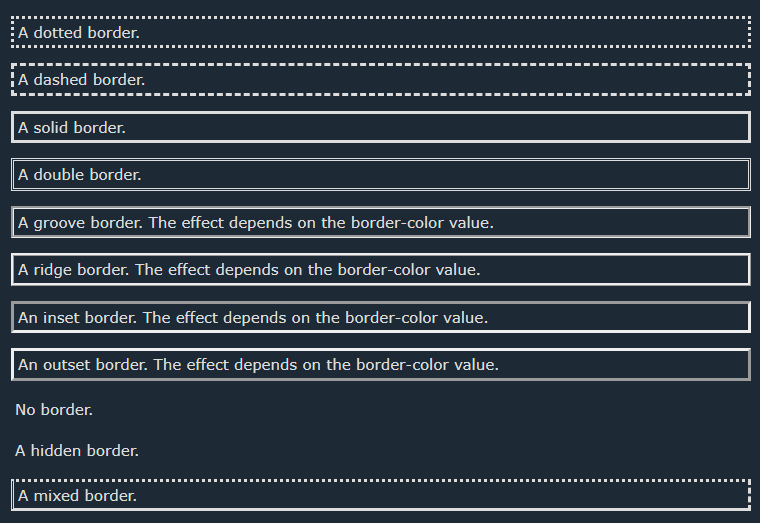 A dotted border.
A dashed border.
A solid border.
A double border.
A groove border. The effect depends on the border-color value.
A ridge border. The effect depends on the border-color value.
An inset border. The effect depends on the border-color value.
An outset border. The effect depends on the border-color value.
No border.
A hidden border.
A mixed border.